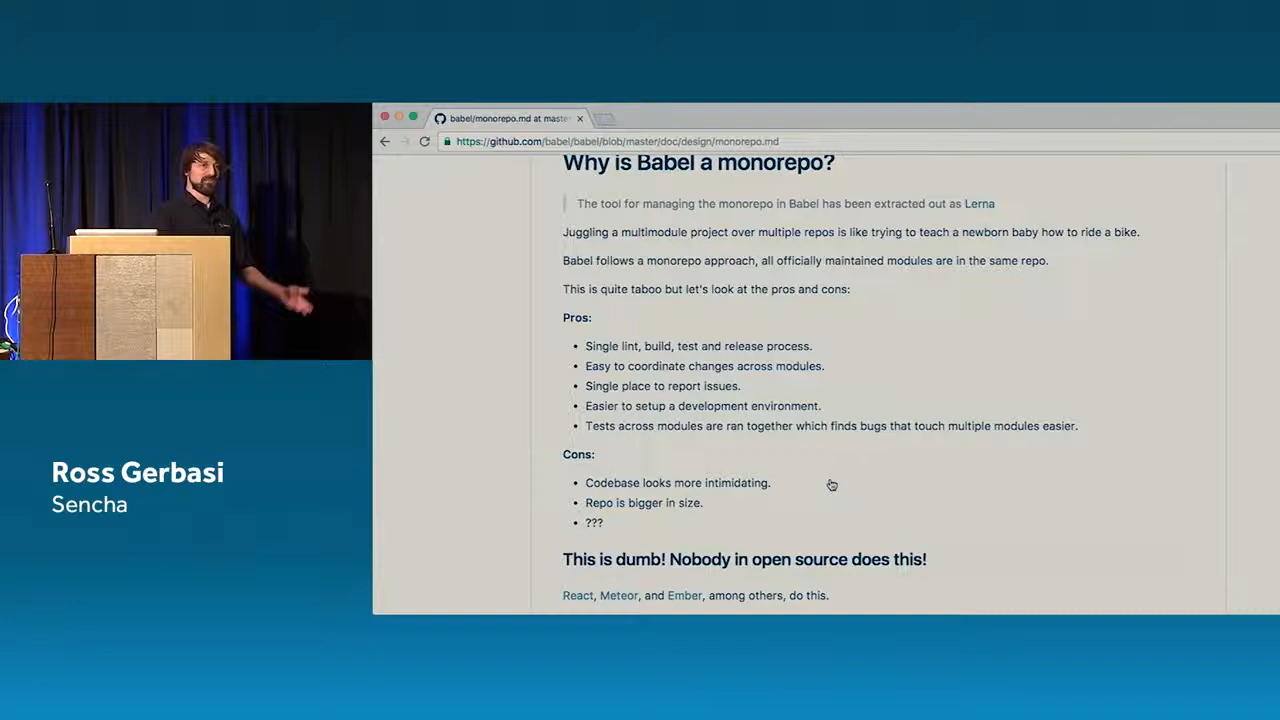 babel/monorepo.md at maste
https://github.com/babel/babel/blob/master/doc/design/monorepo.md
Why is Babel a monorepo?
The tool for managing the monorepo in Babel has been extracted out as Lerna
Juggling a multimodule project over multiple repos is like trying to teach a newborn baby how to ride a bike.
Babel follows a monorepo approach, all officially maintained modules are in the same repo.
This is quite taboo but let's look at the pros and cons:
Pros:
• Single lint, build, test and release process.
• Easy to coordinate changes across modules.
• Single place to report issues.
• Easier to setup a development environment.
• Tests across modules are ran together which finds bugs that touch multiple modules easier.
Cons:
• Codebase looks more intimidating.
• Repo is bigger in size.
• ???
This is dumb! Nobody in open source does this!
React, Meteor, and Ember, among others, do this.
Ross Gerbasi
Sencha